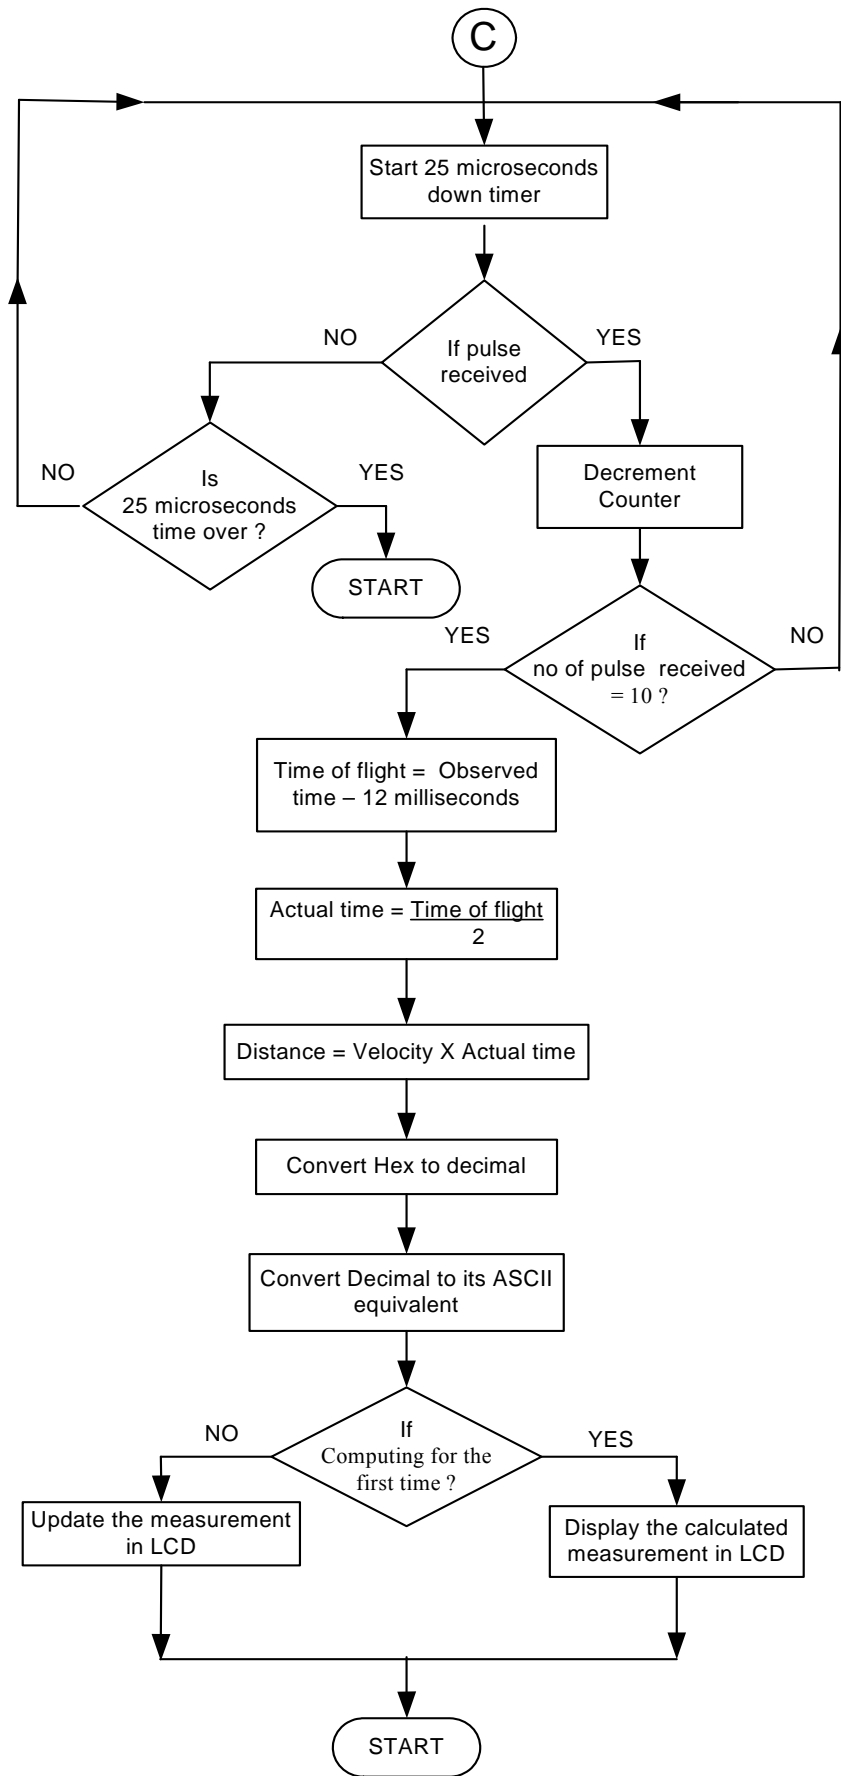 C
Start 25 microseconds
down timer
NO
YES
If pulse
received
NO
Is
25 microseconds
time over ?
YES
Decrement
Counter
START
YES
If
no of pulse received
= 10 ?
NO
Time of flight = Observed
time – 12 milliseconds
Actual time = Time of flight
2
Distance = Velocity X Actual time
Convert Hex to decimal
Convert Decimal to its ASCII
equivalent
NO
If
Computing for the
first time ?
YES
Update the measurement
in LCD
Display the calculated
measurement in LCD
START